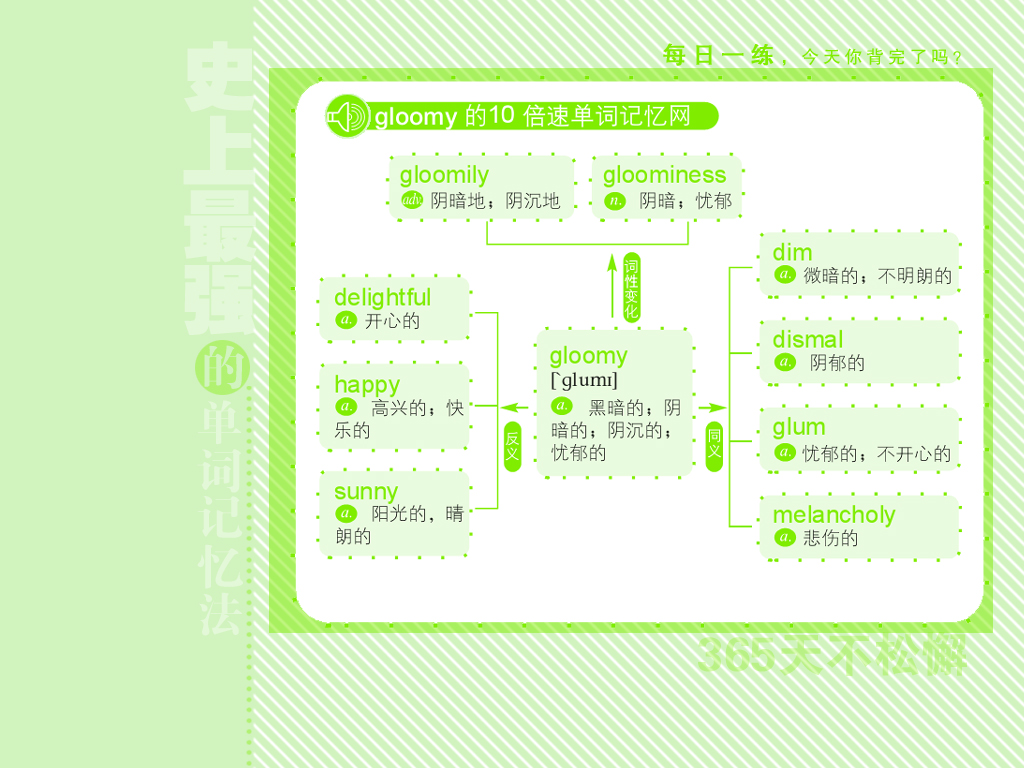 史上最强的单词记忆法
每日一练，今天你背完了吗？
gloomy 的10 倍速单词记忆网
gloomily
adv. 阴暗地；阴沉地
gloominess
n. 阴暗；忧郁
词性变化
delightful
a. 开心的
happy
a. 高兴的；快
乐的
sunny
a. 阳光的，晴
朗的
反义
gloomy
[`ɡlumɪ]
a. 黑暗的；阴
暗的；阴沉的；
忧郁的
同义
dim
a. 微暗的；不明朗的
dismal
a. 阴郁的
glum
a. 忧郁的；不开心的
melancholy
a. 悲伤的
365天不松懈